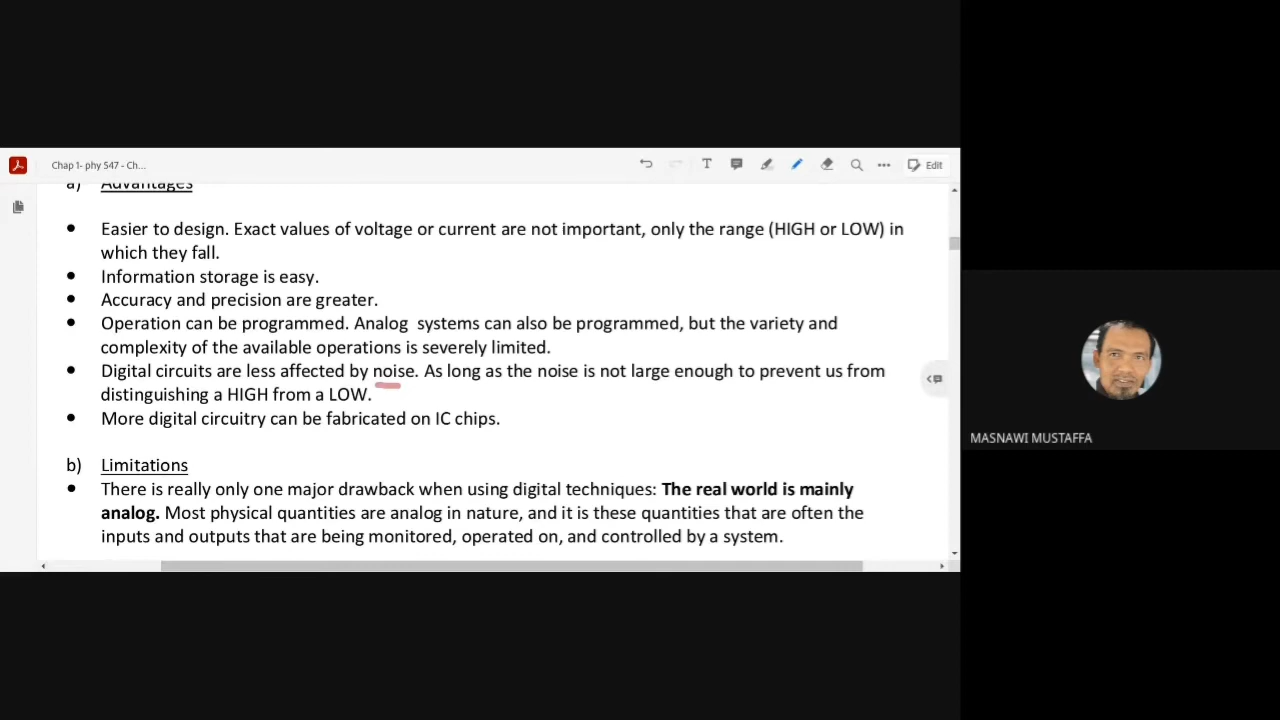 Chap 1- phy 547 - Ch...
T
Edit
a) Advantages
• Easier to design. Exact values of voltage or current are not important, only the range (HIGH or LOW) in
which they fall.
• Information storage is easy.
• Accuracy and precision are greater.
• Operation can be programmed. Analog systems can also be programmed, but the variety and
complexity of the available operations is severely limited.
• Digital circuits are less affected by noise. As long as the noise is not large enough to prevent us from
distinguishing a HIGH from a LOW.
• More digital circuitry can be fabricated on IC chips.
b) Limitations
• There is really only one major drawback when using digital techniques: The real world is mainly
analog. Most physical quantities are analog in nature, and it is these quantities that are often the
inputs and outputs that are being monitored, operated on, and controlled by a system.
MASNAWI MUSTAFFA